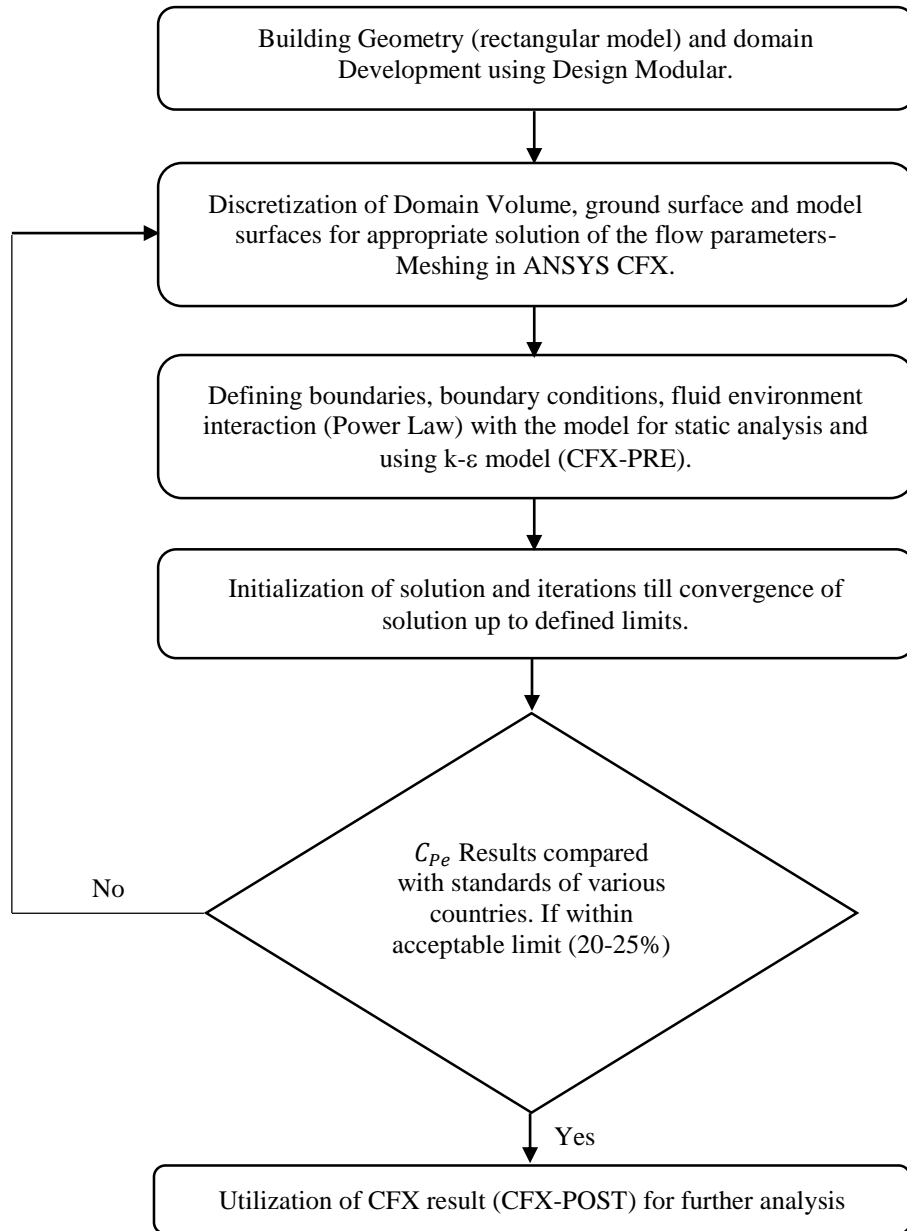 Building Geometry (rectangular model) and domain
Development using Design Modular.
Discretization of Domain Volume, ground surface and model
surfaces for appropriate solution of the flow parameters-
Meshing in ANSYS CFX.
Defining boundaries, boundary conditions, fluid environment
interaction (Power Law) with the model for static analysis and
using k-ε model (CFX-PRE).
Initialization of solution and iterations till convergence of
solution up to defined limits.
C_{Pe} Results compared
with standards of various
countries. If within
acceptable limit (20-25%)
No
Yes
Utilization of CFX result (CFX-POST) for further analysis